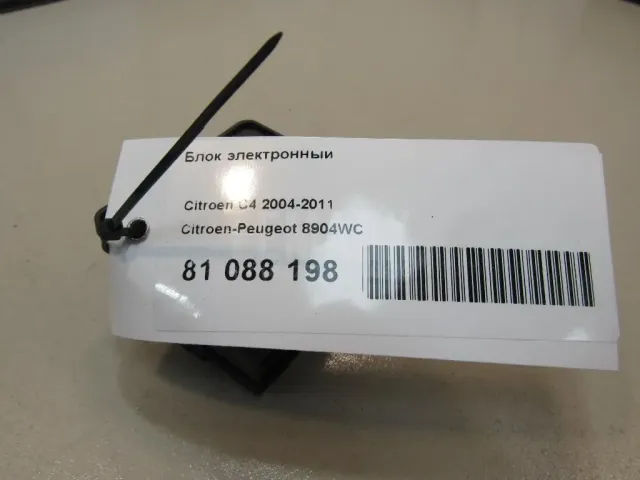 Блок электронный
Citroen C4 2004-2011
Citroen-Peugeot 8904WC
81 088 198